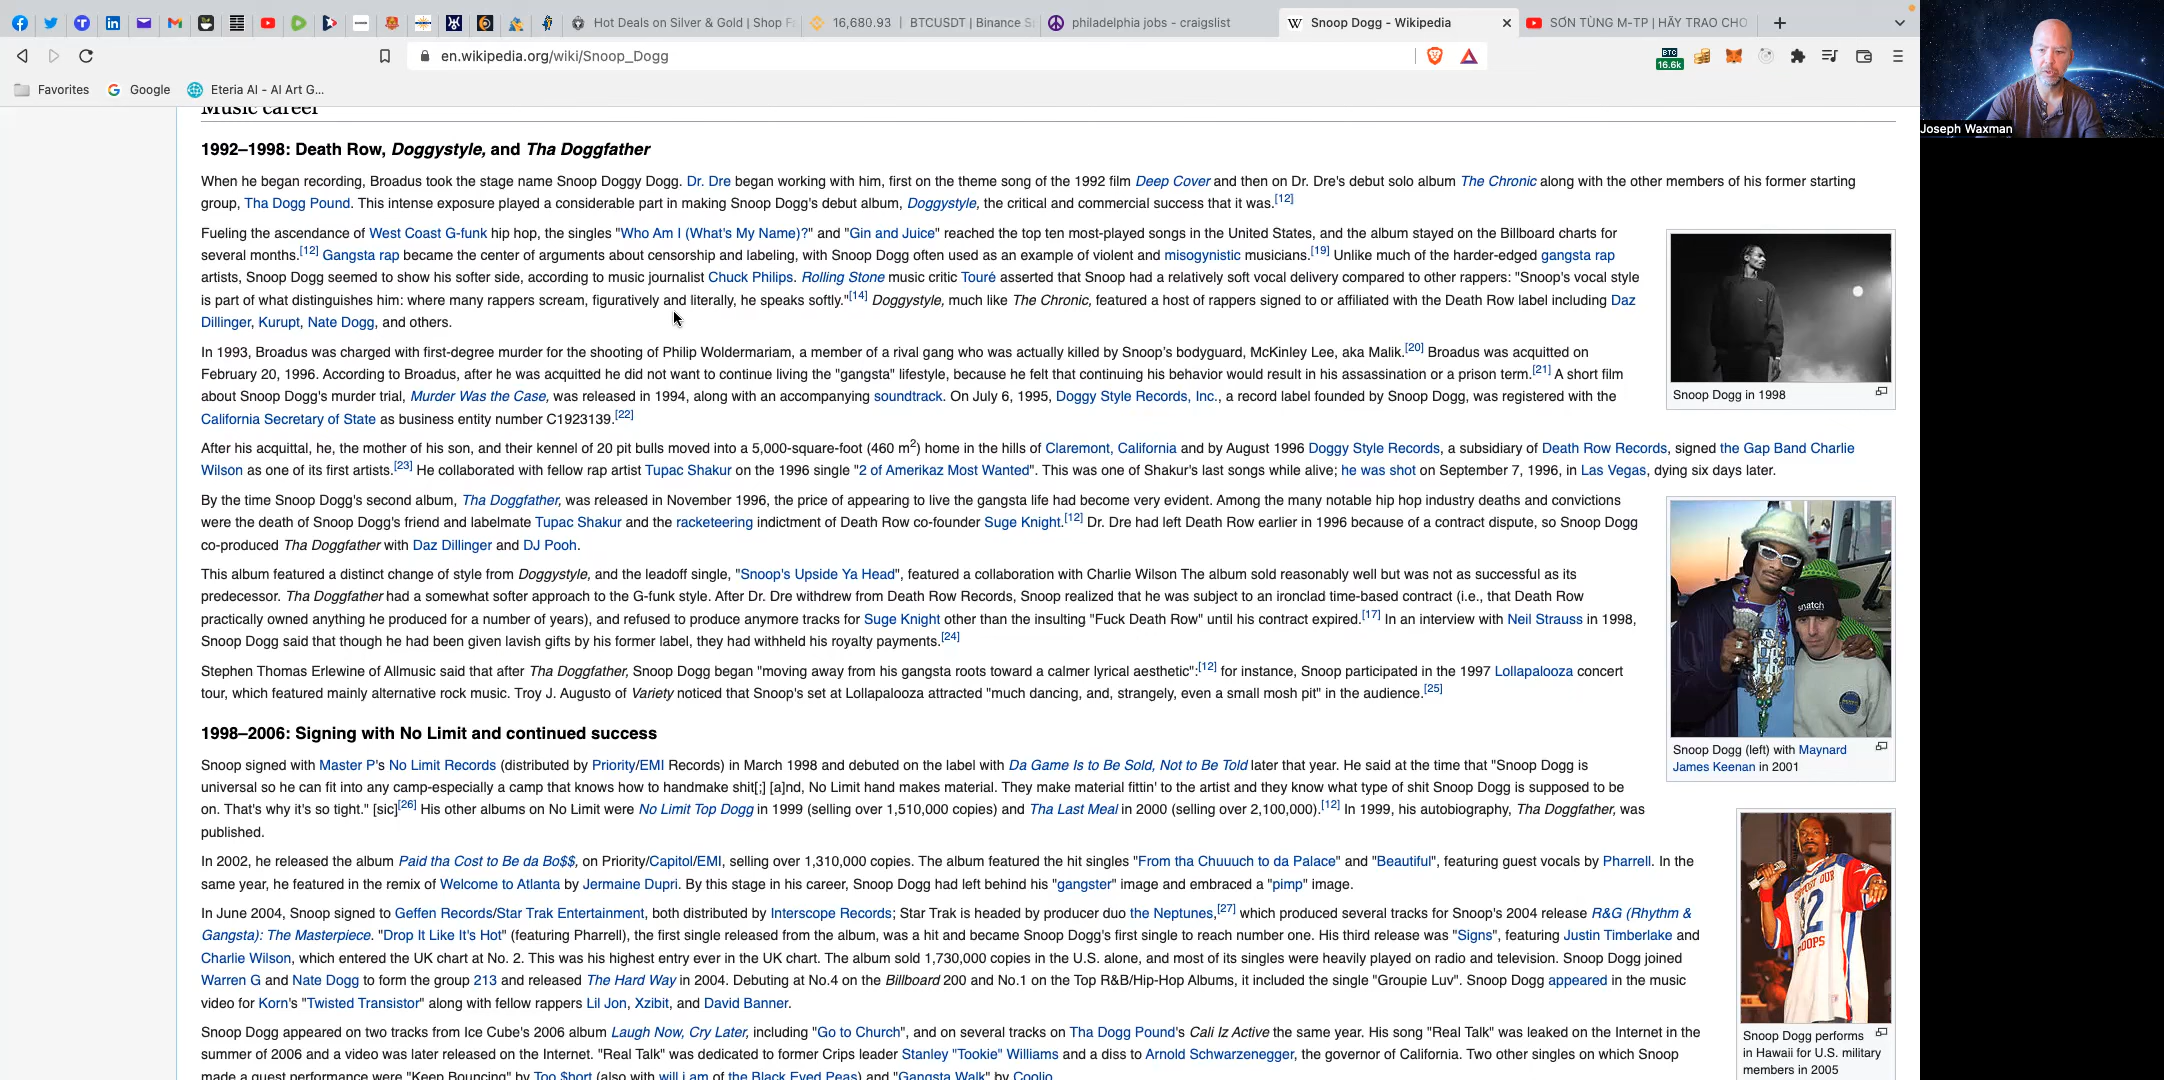 Hot Deals on Silver & Gold | Shop F
16,680.93 | BTCUSDT | Binance S
philadelphia jobs - craigslist
Snoop Dogg - Wikipedia
SƠN TÙNG M-TP | HÃY TRAO CHO
en.wikipedia.org/wiki/Snoop_Dogg
BTC
16.6k
Favorites
Google
Eteria AI - AI Art G...
Joseph Waxman
Music career
1992–1998: Death Row, Doggystyle, and Tha Doggfather
When he began recording, Broadus took the stage name Snoop Doggy Dogg. Dr. Dre began working with him, first on the theme song of the 1992 film Deep Cover and then on Dr. Dre's debut solo album The Chronic along with the other members of his former starting
group, Tha Dogg Pound. This intense exposure played a considerable part in making Snoop Dogg's debut album, Doggystyle, the critical and commercial success that it was.[12]
Fueling the ascendance of West Coast G-funk hip hop, the singles "Who Am I (What's My Name)?" and "Gin and Juice" reached the top ten most-played songs in the United States, and the album stayed on the Billboard charts for
several months.[12] Gangsta rap became the center of arguments about censorship and labeling, with Snoop Dogg often used as an example of violent and misogynistic musicians.[19] Unlike much of the harder-edged gangsta rap
artists, Snoop Dogg seemed to show his softer side, according to music journalist Chuck Philips. Rolling Stone music critic Touré asserted that Snoop had a relatively soft vocal delivery compared to other rappers: "Snoop's vocal style
is part of what distinguishes him: where many rappers scream, figuratively and literally, he speaks softly."[14] Doggystyle, much like The Chronic, featured a host of rappers signed to or affiliated with the Death Row label including Daz
Dillinger, Kurupt, Nate Dogg, and others.
Snoop Dogg in 1998
In 1993, Broadus was charged with first-degree murder for the shooting of Philip Woldermariam, a member of a rival gang who was actually killed by Snoop's bodyguard, McKinley Lee, aka Malik.[20] Broadus was acquitted on
February 20, 1996. According to Broadus, after he was acquitted he did not want to continue living the "gangsta" lifestyle, because he felt that continuing his behavior would result in his assassination or a prison term.[21] A short film
about Snoop Dogg's murder trial, Murder Was the Case, was released in 1994, along with an accompanying soundtrack. On July 6, 1995, Doggy Style Records, Inc., a record label founded by Snoop Dogg, was registered with the
California Secretary of State as business entity number C1923139.[22]
After his acquittal, he, the mother of his son, and their kennel of 20 pit bulls moved into a 5,000-square-foot (460 m2) home in the hills of Claremont, California and by August 1996 Doggy Style Records, a subsidiary of Death Row Records, signed the Gap Band Charlie
Wilson as one of its first artists.[23] He collaborated with fellow rap artist Tupac Shakur on the 1996 single "2 of Amerikaz Most Wanted". This was one of Shakur's last songs while alive; he was shot on September 7, 1996, in Las Vegas, dying six days later.
By the time Snoop Dogg's second album, Tha Doggfather, was released in November 1996, the price of appearing to live the gangsta life had become very evident. Among the many notable hip hop industry deaths and convictions
were the death of Snoop Dogg's friend and labelmate Tupac Shakur and the racketeering indictment of Death Row co-founder Suge Knight.[12] Dr. Dre had left Death Row earlier in 1996 because of a contract dispute, so Snoop Dogg
co-produced Tha Doggfather with Daz Dillinger and DJ Pooh.
This album featured a distinct change of style from Doggystyle, and the leadoff single, "Snoop's Upside Ya Head", featured a collaboration with Charlie Wilson The album sold reasonably well but was not as successful as its
predecessor. Tha Doggfather had a somewhat softer approach to the G-funk style. After Dr. Dre withdrew from Death Row Records, Snoop realized that he was subject to an ironclad time-based contract (i.e., that Death Row
practically owned anything he produced for a number of years), and refused to produce anymore tracks for Suge Knight other than the insulting "Fuck Death Row" until his contract expired.[17] In an interview with Neil Strauss in 1998,
Snoop Dogg said that though he had been given lavish gifts by his former label, they had withheld his royalty payments.[24]
Stephen Thomas Erlewine of Allmusic said that after Tha Doggfather, Snoop Dogg began "moving away from his gangsta roots toward a calmer lyrical aesthetic":[12] for instance, Snoop participated in the 1997 Lollapalooza concert
tour, which featured mainly alternative rock music. Troy J. Augusto of Variety noticed that Snoop's set at Lollapalooza attracted "much dancing, and, strangely, even a small mosh pit" in the audience.[25]
snatch
Snoop Dogg (left) with Maynard
James Keenan in 2001
1998–2006: Signing with No Limit and continued success
Snoop signed with Master P's No Limit Records (distributed by Priority/EMI Records) in March 1998 and debuted on the label with Da Game Is to Be Sold, Not to Be Told later that year. He said at the time that "Snoop Dogg is
universal so he can fit into any camp-especially a camp that knows how to handmake shit[;] [a]nd, No Limit hand makes material. They make material fittin' to the artist and they know what type of shit Snoop Dogg is supposed to be
on. That's why it's so tight." [sic][26] His other albums on No Limit were No Limit Top Dogg in 1999 (selling over 1,510,000 copies) and Tha Last Meal in 2000 (selling over 2,100,000).[12] In 1999, his autobiography, Tha Doggfather, was
published.
In 2002, he released the album Paid tha Cost to Be da Bo$$, on Priority/Capitol/EMI, selling over 1,310,000 copies. The album featured the hit singles "From tha Chuuuch to da Palace" and "Beautiful", featuring guest vocals by Pharrell. In the
same year, he featured in the remix of Welcome to Atlanta by Jermaine Dupri. By this stage in his career, Snoop Dogg had left behind his "gangster" image and embraced a "pimp" image.
In June 2004, Snoop signed to Geffen Records/Star Trak Entertainment, both distributed by Interscope Records; Star Trak is headed by producer duo the Neptunes,[27] which produced several tracks for Snoop's 2004 release R&G (Rhythm &
Gangsta): The Masterpiece. "Drop It Like It's Hot" (featuring Pharrell), the first single released from the album, was a hit and became Snoop Dogg's first single to reach number one. His third release was "Signs", featuring Justin Timberlake and
Charlie Wilson, which entered the UK chart at No. 2. This was his highest entry ever in the UK chart. The album sold 1,730,000 copies in the U.S. alone, and most of its singles were heavily played on radio and television. Snoop Dogg joined
Warren G and Nate Dogg to form the group 213 and released The Hard Way in 2004. Debuting at No.4 on the Billboard 200 and No.1 on the Top R&B/Hip-Hop Albums, it included the single "Groupie Luv". Snoop Dogg appeared in the music
video for Korn's "Twisted Transistor" along with fellow rappers Lil Jon, Xzibit, and David Banner.
Snoop Dogg performs
in Hawaii for U.S. military
members in 2005
Snoop Dogg appeared on two tracks from Ice Cube's 2006 album Laugh Now, Cry Later, including "Go to Church", and on several tracks on Tha Dogg Pound's Cali Iz Active the same year. His song "Real Talk" was leaked on the Internet in the
summer of 2006 and a video was later released on the Internet. "Real Talk" was dedicated to former Crips leader Stanley "Tookie" Williams and a diss to Arnold Schwarzenegger, the governor of California. Two other singles on which Snoop
made a guest performance were "Keep Bouncing" by Too $hort (also with will.i.am of the Black Eyed Peas) and "Gangsta Walk" by Coolio.